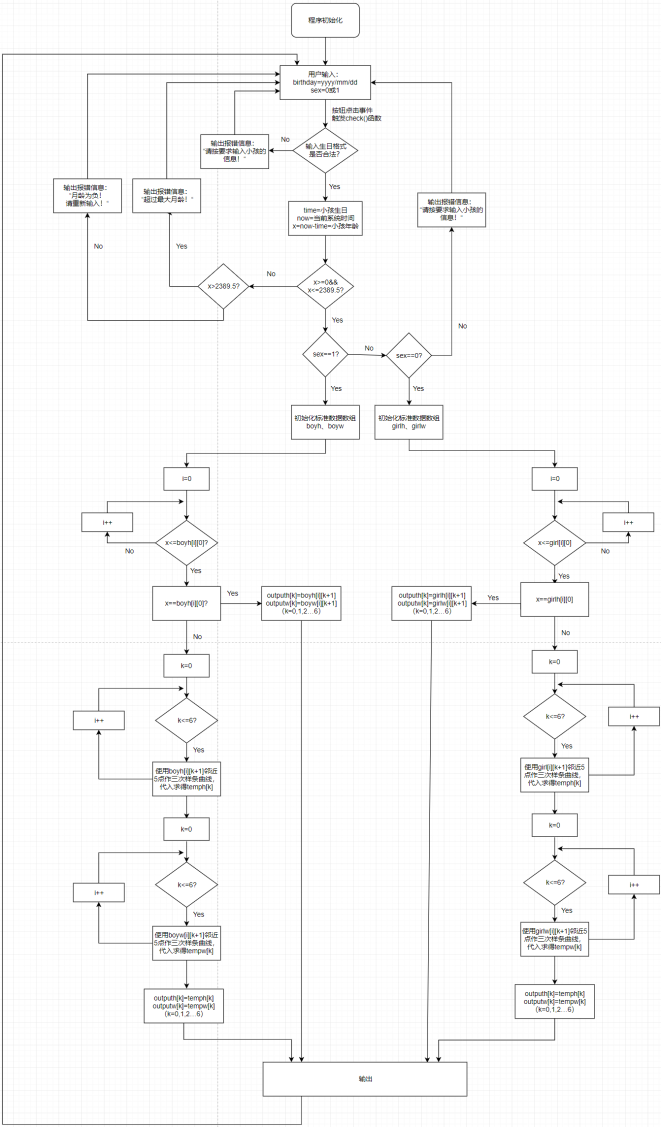 程序初始化
用户输入：
birthday=yyyy/mm/dd
sex=0或1
按钮点击事件
触发check()函数
输出报错信息：
"请按要求输入小孩的
信息！"
No
输入生日格式
是否合法？
Yes
输出报错信息：
"月龄为负！
请重新输入！"
输出报错信息：
"超过最大月龄！"
输出报错信息：
"请按要求输入小孩的
信息！"
time=小孩生日
now=当前系统时间
x=now-time=小孩年龄
No
Yes
x>2389.5?
No
x>=0&&
x<=2389.5?
Yes
No
sex==1?
No
sex==0?
Yes
Yes
初始化标准数据数组
boyh，boyw
初始化标准数据数组
girlh，girlw
i=0
i=0
i++
i++
x<=boyh[i][0]?
No
x<=girl[i][0]
No
Yes
Yes
x==boyh[i][0]?
Yes
outputh[k]=boyh[i][k+1]
outputw[k]=boyw[i][k+1]
（k=0,1,2…6）
outputh[k]=girlh[i][k+1]
outputw[k]=girlw[i][k+1]
（k=0,1,2…6）
Yes
x==girlh[i][0]
No
No
k=0
k=0
i++
k<=6?
k<=6?
i++
Yes
Yes
使用boyh[i][k+1]邻近
5点作三次样条曲线，
代入求得temph[k]
使用girl[i][k+1]邻近5
点作三次样条曲线，
代入求得temph[k]
k=0
k=0
i++
k<=6?
k<=6?
i++
Yes
Yes
使用boyw[i][k+1]邻近
5点作三次样条曲线，
代入求得tempw[k]
使用girlw[i][k+1]邻近5
点作三次样条曲线，
代入求得tempw[k]
outputh[k]=temph[k]
outputw[k]=tempw[k]
（k=0,1,2…6）
outputh[k]=temph[k]
outputw[k]=tempw[k]
（k=0,1,2…6）
输出